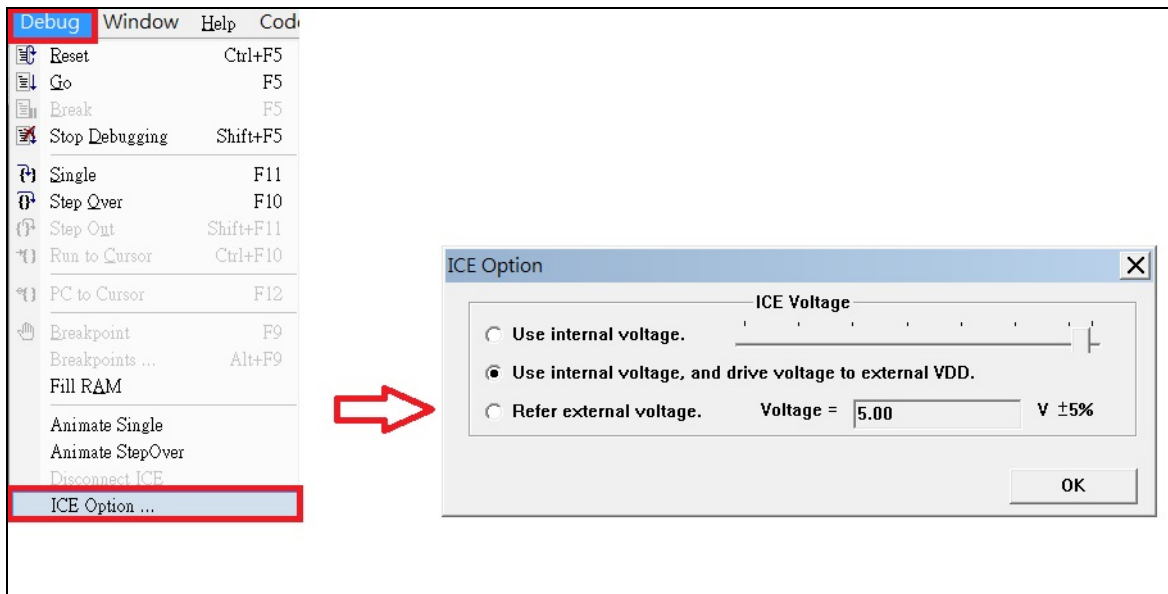 Debug Window Help Cod
Reset Ctrl+F5
Go F5
Break F5
Stop Debugging Shift+F5
Single F11
Step Over F10
Step Out Shift+F11
Run to Cursor Ctrl+F10
PC to Cursor F12
Breakpoint F9
Breakpoints ... Alt+F9
Fill RAM
Animate Single
Animate StepOver
Disconnect ICE
ICE Option ...
ICE Option
ICE Voltage
Use internal voltage.
Use internal voltage, and drive voltage to external VDD.
Refer external voltage. Voltage = 5.00 V ±5%
OK